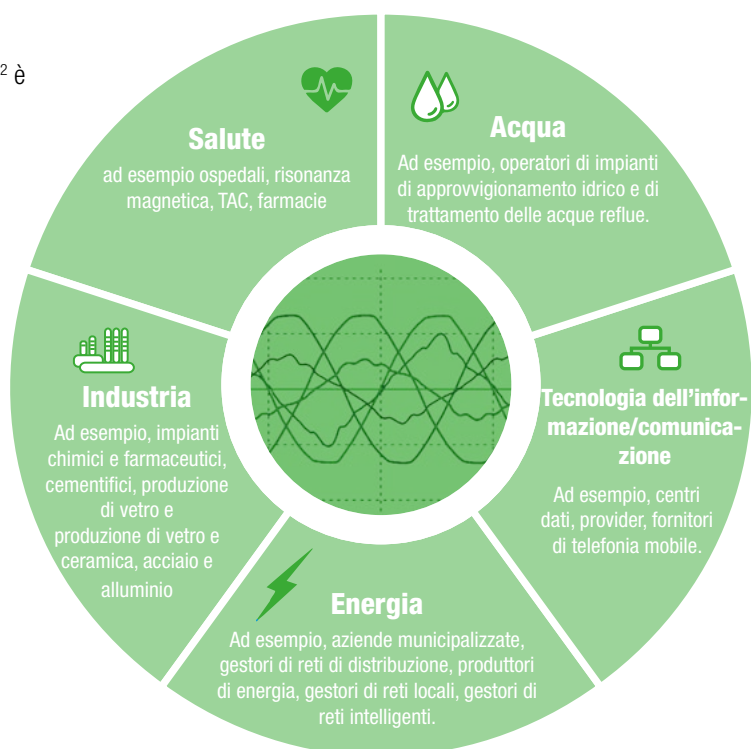 ² è
Salute
ad esempio ospedali, risonanza
magnetica, TAC, farmacie
Acqua
Ad esempio, operatori di impianti
di approvvigionamento idrico e di
trattamento delle acque reflue.
Tecnologia dell'infor-
mazione/comunica-
zione
Ad esempio, centri
dati, provider, fornitori
di telefonia mobile.
Energia
Ad esempio, aziende municipalizzate,
gestori di reti di distribuzione, produttori
di energia, gestori di reti locali, gestori di
reti intelligenti.
Industria
Ad esempio, impianti
chimici e farmaceutici,
cementifici, produzione
di vetro e
produzione di vetro e
ceramica, acciaio e
alluminio